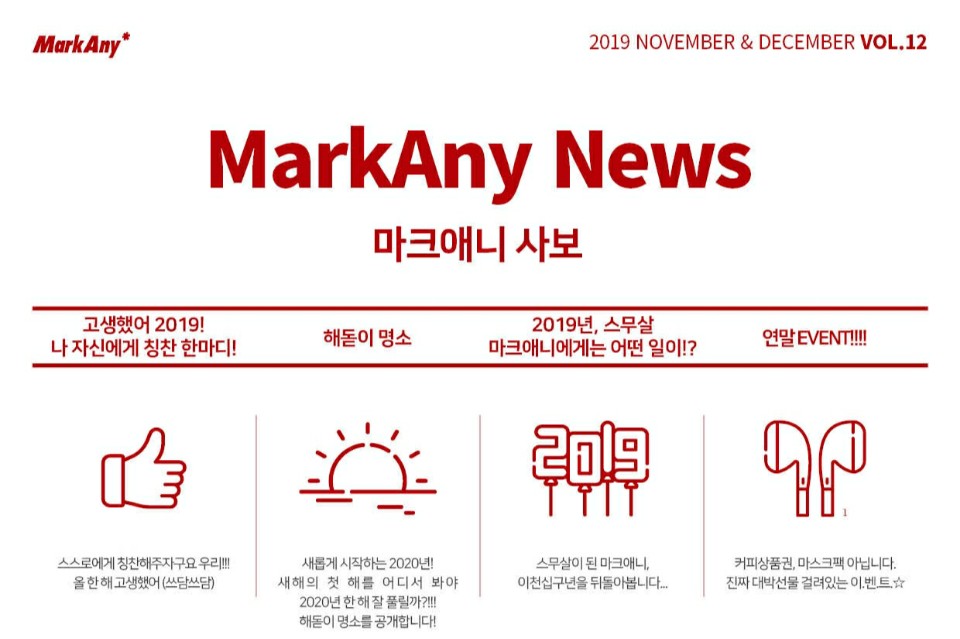 MarkAny*
2019 NOVEMBER & DECEMBER VOL.12
MarkAny News
마크애니 사보
고생했어 2019!
나 자신에게 칭찬 한마디!
해돋이 명소
2019년, 스무살
마크애니에게는 어떤 일이!?
연말 EVENT!!!!
2019
1
스스로에게 칭찬해주자구요 우리!!!
올 한 해 고생했어 (쓰담쓰담)
새롭게 시작하는 2020년!
새해의 첫 해를 어디서 봐야
2020년 한 해 잘 풀릴까?!!!
해돋이 명소를 공개합니다!
스무살이 된 마크애니,
이천십구년을 뒤돌아봅니다...
커피상품권, 마스크팩 아닙니다.
진짜 대박선물 걸려있는 이.벤.트.☆